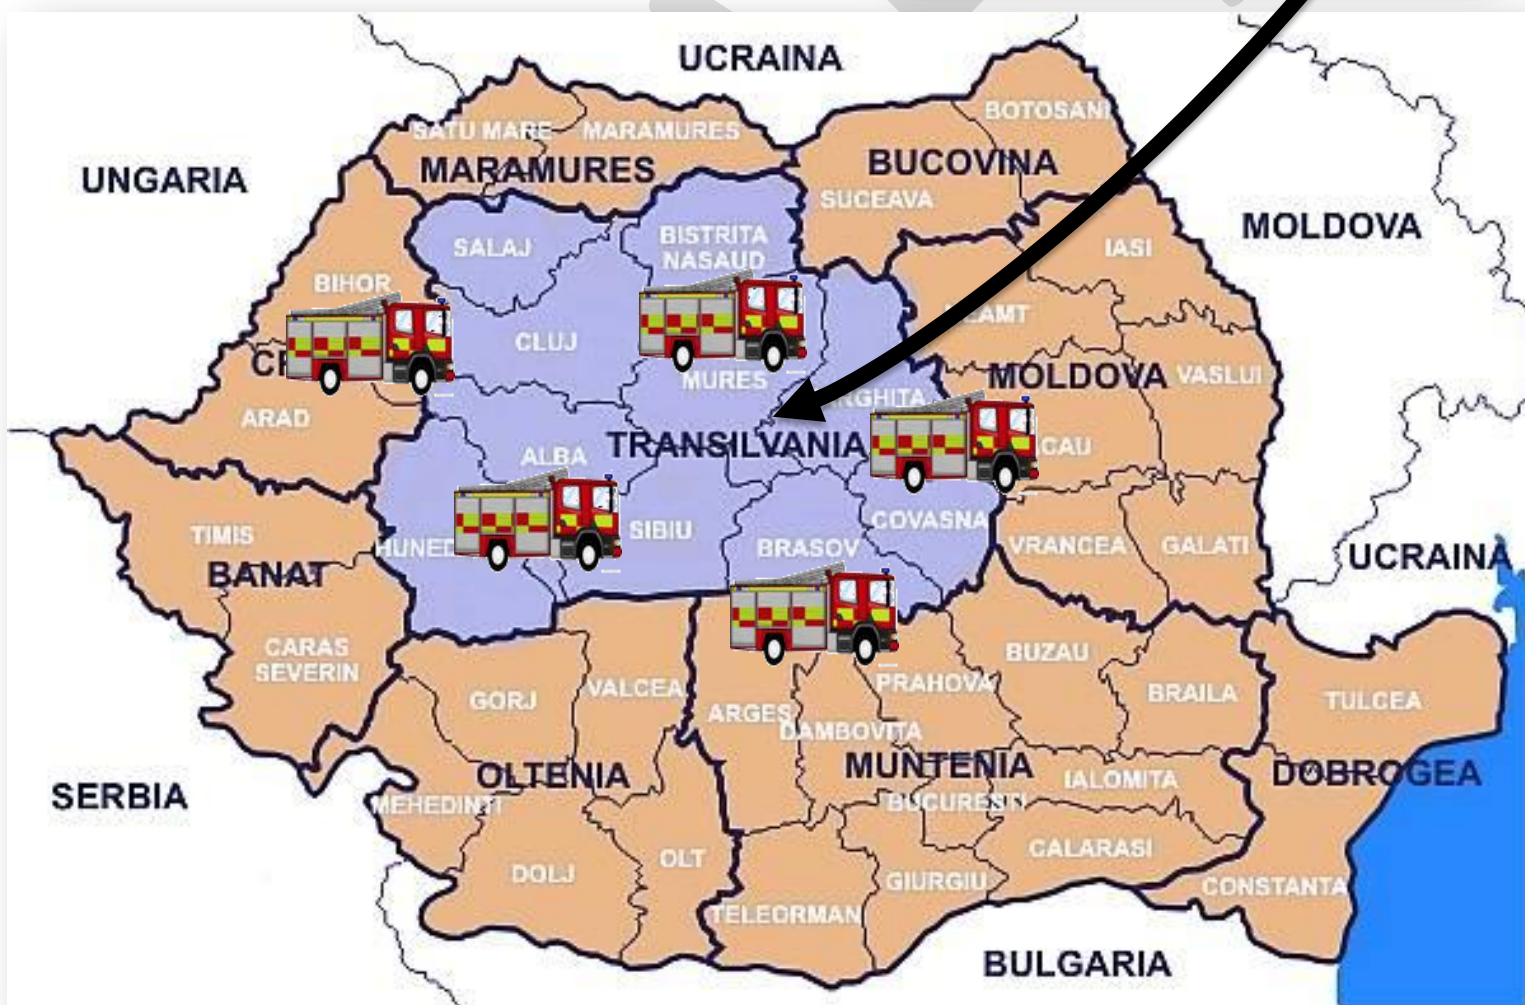 UCRAINA
BOTOSANI
SATU MARE
MARAMURES
UNGARIA
MARAMURES
BUCOVINA
SUCEAVA
MOLDOVA
SALAJ
BISTRITA
NASAUD
IASI
BIHOR
CLUJ
MURES
MOLDOVA
VASLUI
ARAD
TRANSILVANIA
ALBA
TIMIS
SIBIU
COVASNA
BRASOV
VRANCEA
GALATI
UCRAINA
BANAT
CARAS
SEVERIN
BUZAU
GORJ
VALCEA
PRAHOVA
BRAILA
TULCEA
ARGES
DAMBOVITA
OLTENIA
MUNTENIA
IALOMITA
DOBROGEA
SERBIA
MEHEDINTI
BUCURESTI
DOLJ
OLT
CALARASI
GIURGIU
CONSTANTA
TELEORMAN
BULGARIA